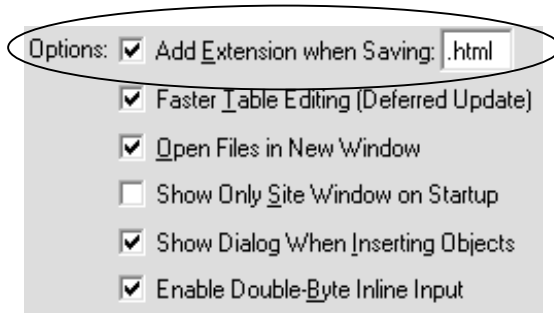 Options: Add Extension when Saving: .html
Faster Table Editing (Deferred Update)
Open Files in New Window
Show Only Site Window on Startup
Show Dialog When Inserting Objects
Enable Double-Byte Inline Input